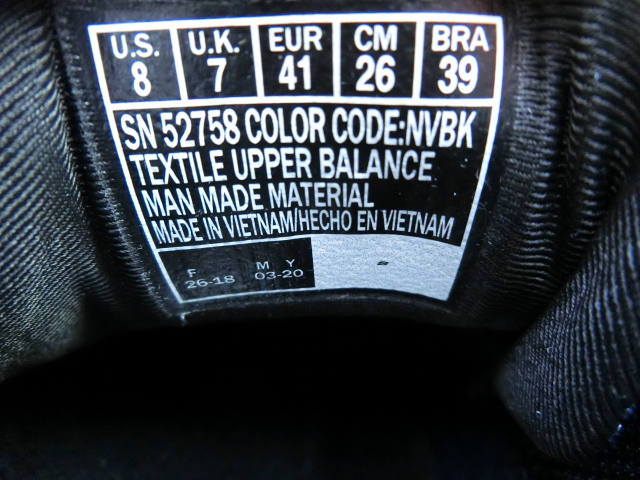 U.S. U.K. EUR CM BRA
8 7 41 26 39
SN 52758 COLOR CODE:NVBK
TEXTILE UPPER BALANCE
MAN MADE MATERIAL
MADE IN VIETNAM/HECHO EN VIETNAM
F M Y
26-18 03-20